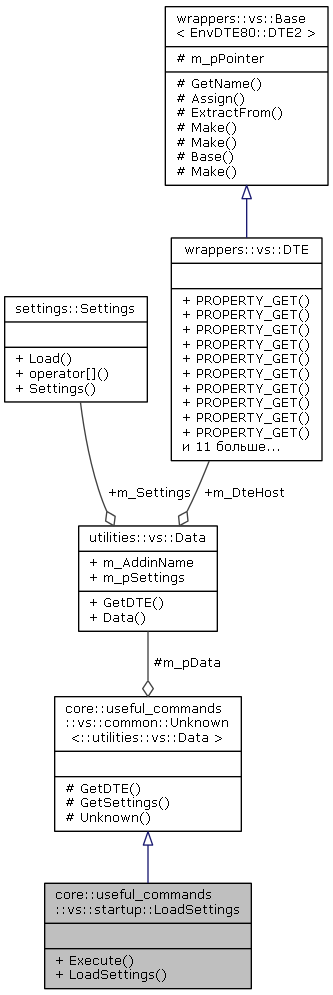 wrappers::vs::Base
< EnvDTE80::DTE2 >
# m_pPointer
# GetName()
# Assign()
# ExtractFrom()
# Make()
# Make()
# Base()
# Make()
wrappers::vs::DTE
+ PROPERTY_GET()
+ PROPERTY_GET()
+ PROPERTY_GET()
+ PROPERTY_GET()
+ PROPERTY_GET()
+ PROPERTY_GET()
+ PROPERTY_GET()
+ PROPERTY_GET()
+ PROPERTY_GET()
+ PROPERTY_GET()
и 11 больше...
settings::Settings
+ Load()
+ operator[]()
+ Settings()
+m_Settings
+m_DteHost
utilities::vs::Data
+ m_AddinName
+ m_pSettings
+ GetDTE()
+ Data()
#m_pData
core::useful_commands
::vs::common::Unknown
<::utilities::vs::Data >
# GetDTE()
# GetSettings()
# Unknown()
core::useful_commands
::vs::startup::LoadSettings
+ Execute()
+ LoadSettings()